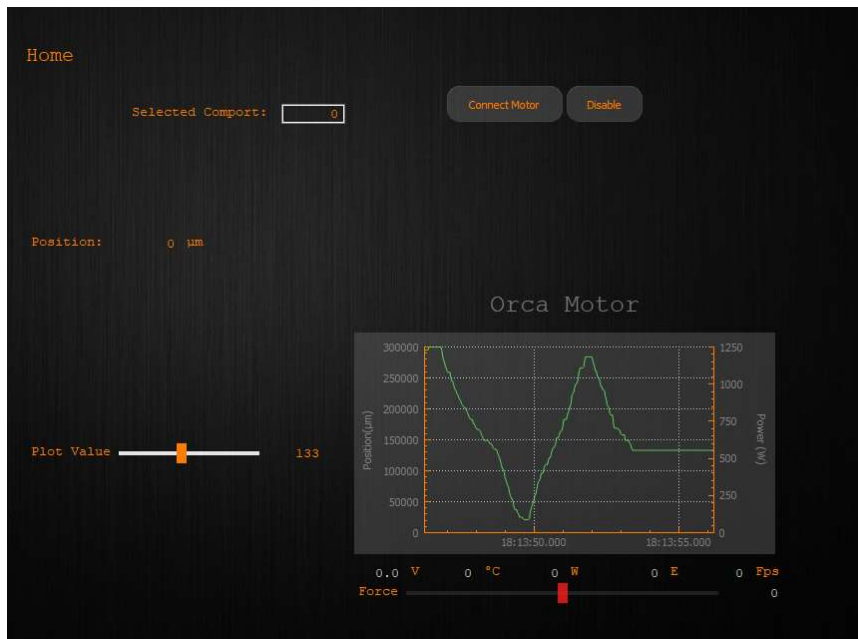 Home
Selected Comport: 0
Connect Motor Disable
Position: 0 µm
Orca Motor
300000
250000
200000
150000
100000
50000
0
Position(µm)
1250
1000
750
500
250
0
Power (W)
18:13:50.000 18:13:55.000
Plot Value 133
0.0 V 0 °C 0 W 0 E 0 Fps
Force 0